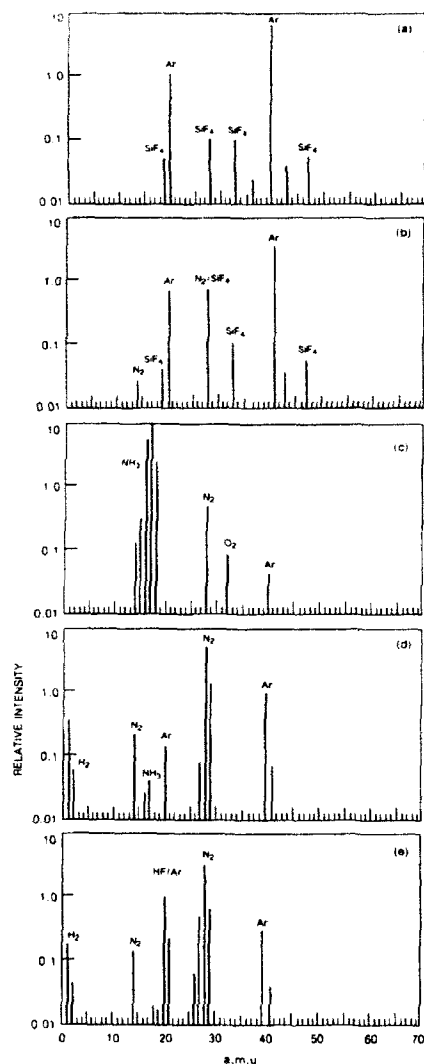 10
(a)
Ar
Ar
1.0
SiF4
SiF4
SiF4
SiF4
0.1
0.01
10
(b)
Ar
Ar
N2/SiF4
1.0
SiF4
SiF4
SiF4
0.1
N2
0.01
10
(c)
NH3
1.0
N2
O2
0.1
Ar
0.01
10
(d)
N2
1.0
Ar
N2
Ar
H2
NH3
0.1
0.01
RELATIVE INTENSITY
10
(e)
N2
HF/Ar
1.0
Ar
H2
N2
0.1
0.01
0 10 20 30 40 50 60 70
a.m.u